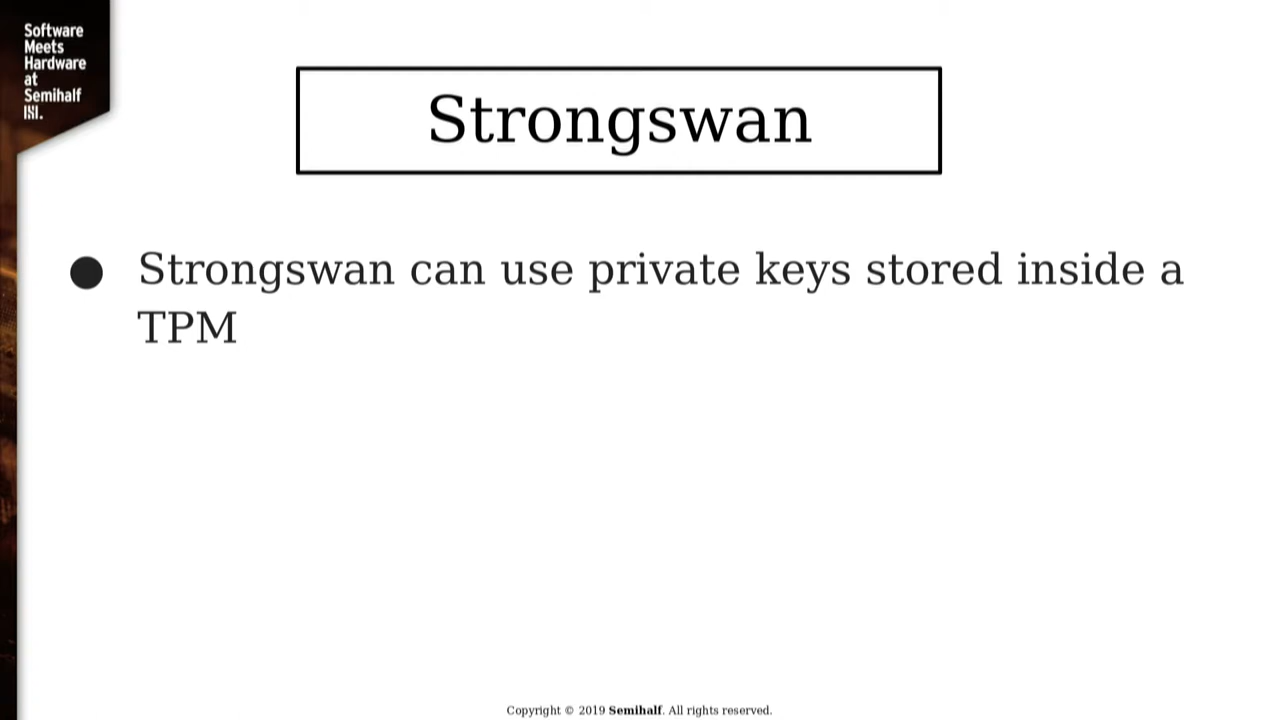 Software
Meets
Hardware
at
Semihalf
Strongswan
● Strongswan can use private keys stored inside a
TPM
Copyright © 2019 Semihalf. All rights reserved.